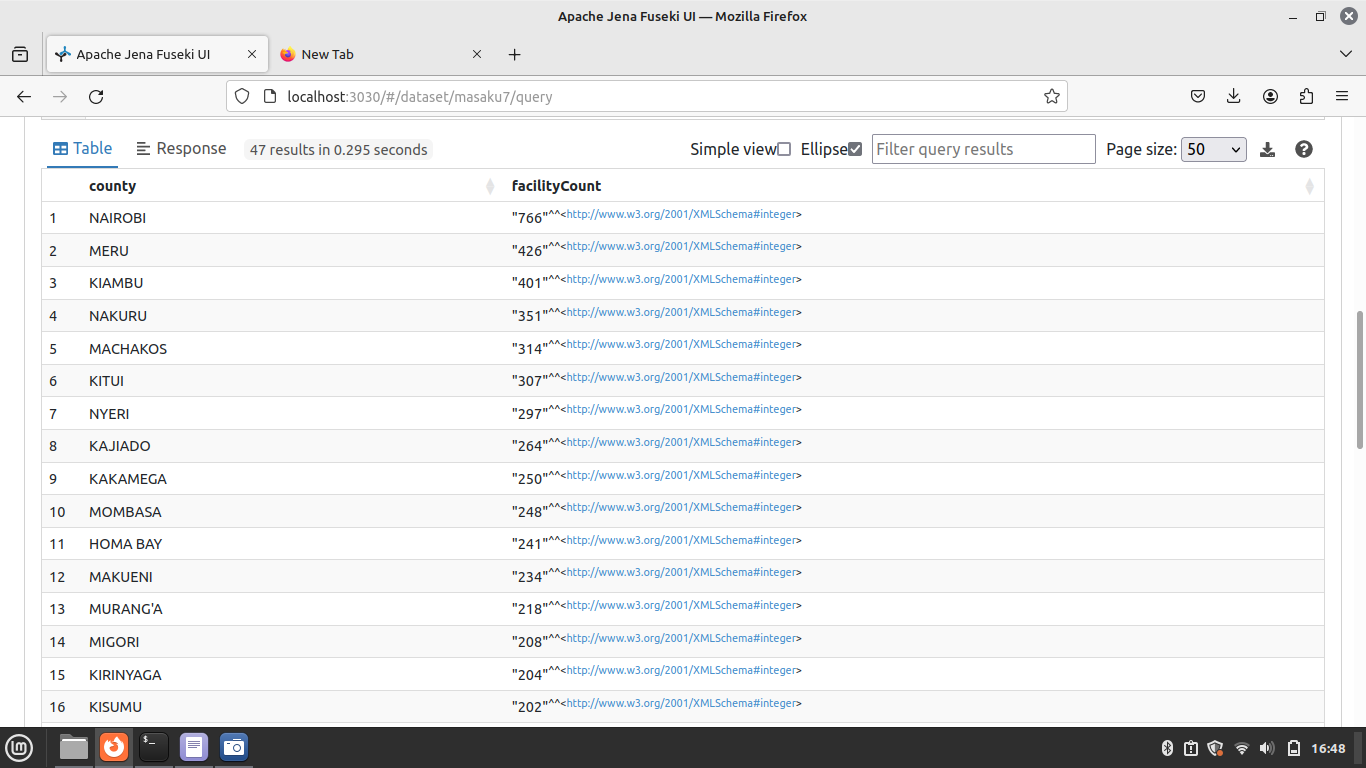 Apache Jena Fuseki UI — Mozilla Firefox
Apache Jena Fuseki UI
New Tab
localhost:3030/#/dataset/masaku7/query
Table Response 47 results in 0.295 seconds Simple view Ellipse Filter query results Page size: 50
county facilityCount
1 NAIROBI "766"^^<http://www.w3.org/2001/XMLSchema#integer>
2 MERU "426"^^<http://www.w3.org/2001/XMLSchema#integer>
3 KIAMBU "401"^^<http://www.w3.org/2001/XMLSchema#integer>
4 NAKURU "351"^^<http://www.w3.org/2001/XMLSchema#integer>
5 MACHAKOS "314"^^<http://www.w3.org/2001/XMLSchema#integer>
6 KITUI "307"^^<http://www.w3.org/2001/XMLSchema#integer>
7 NYERI "297"^^<http://www.w3.org/2001/XMLSchema#integer>
8 KAJIADO "264"^^<http://www.w3.org/2001/XMLSchema#integer>
9 KAKAMEGA "250"^^<http://www.w3.org/2001/XMLSchema#integer>
10 MOMBASA "248"^^<http://www.w3.org/2001/XMLSchema#integer>
11 HOMA BAY "241"^^<http://www.w3.org/2001/XMLSchema#integer>
12 MAKUENI "234"^^<http://www.w3.org/2001/XMLSchema#integer>
13 MURANG'A "218"^^<http://www.w3.org/2001/XMLSchema#integer>
14 MIGORI "208"^^<http://www.w3.org/2001/XMLSchema#integer>
15 KIRINYAGA "204"^^<http://www.w3.org/2001/XMLSchema#integer>
16 KISUMU "202"^^<http://www.w3.org/2001/XMLSchema#integer>
16:48